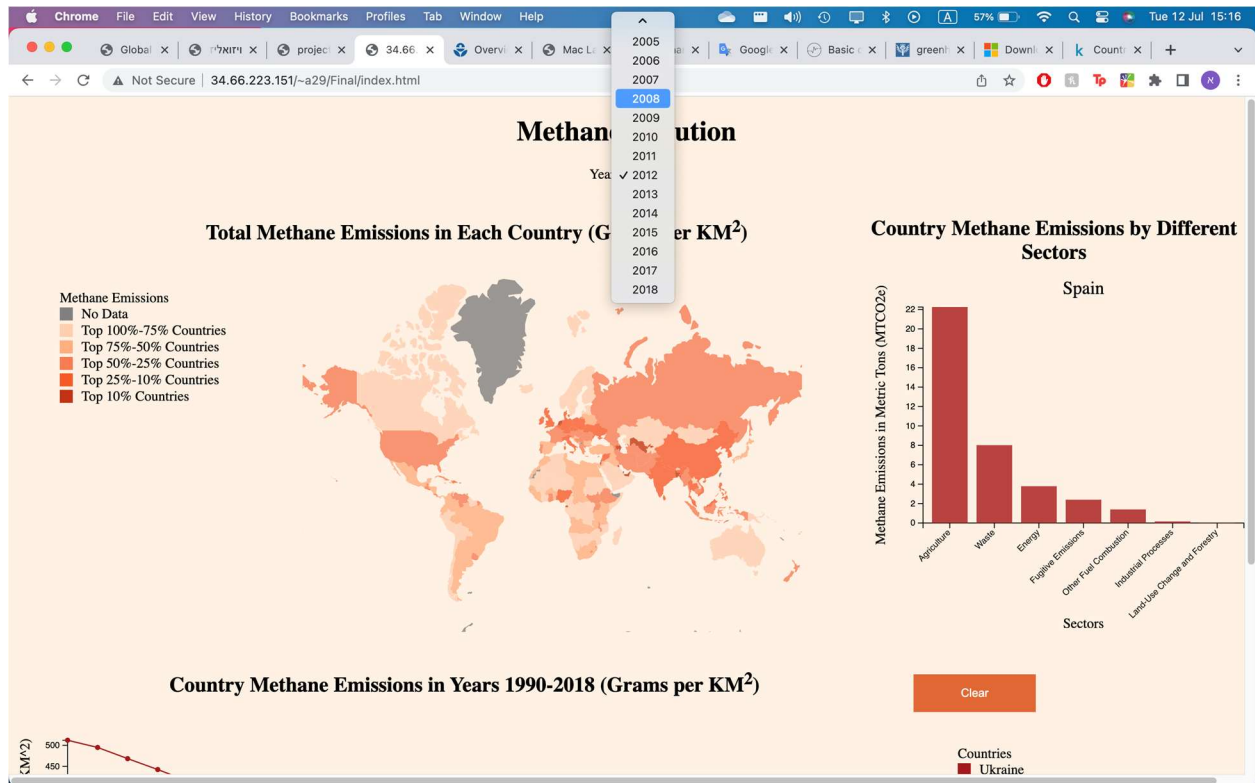 Chrome File Edit View History Bookmarks Profiles Tab Window Help 57% A Tue 12 Jul 15:16
Global ויזואליז projec 34.66. Overvi Mac Google Basic greenh Downl Count
Not Secure 34.66.223.151/~a29/Final/index.html
2005
2006
2007
2008
2009
2010
2011
✓ 2012
2013
2014
2015
2016
2017
2018
Total Methane Emissions in Each Country
er KM²)
Methane Emissions
No Data
Top 100%-75% Countries
Top 75%-50% Countries
Top 50%-25% Countries
Top 25%-10% Countries
Top 10% Countries
Country Methane Emissions by Different
Sectors
Spain
Methane Emissions in Metric Tons (MTCO2e)
22
20
18
16
14
12
10
8
6
4
2
0
Agriculture
Waste
Energy
Fugitive Emissions
Other Fuel Combustion
Industrial Processes
Land-Use Change and Forestry
Sectors
Country Methane Emissions in Years 1990-2018 (Grams per KM²)
Clear
KM^2)
500
450
Countries
Ukraine